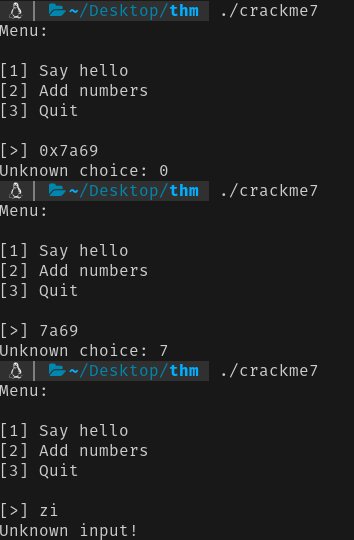 ~/Desktop/thm ./crackme7
Menu:
[1] Say hello
[2] Add numbers
[3] Quit
[>] 0x7a69
Unknown choice: 0
~/Desktop/thm ./crackme7
Menu:
[1] Say hello
[2] Add numbers
[3] Quit
[>] 7a69
Unknown choice: 7
~/Desktop/thm ./crackme7
Menu:
[1] Say hello
[2] Add numbers
[3] Quit
[>] zi
Unknown input!